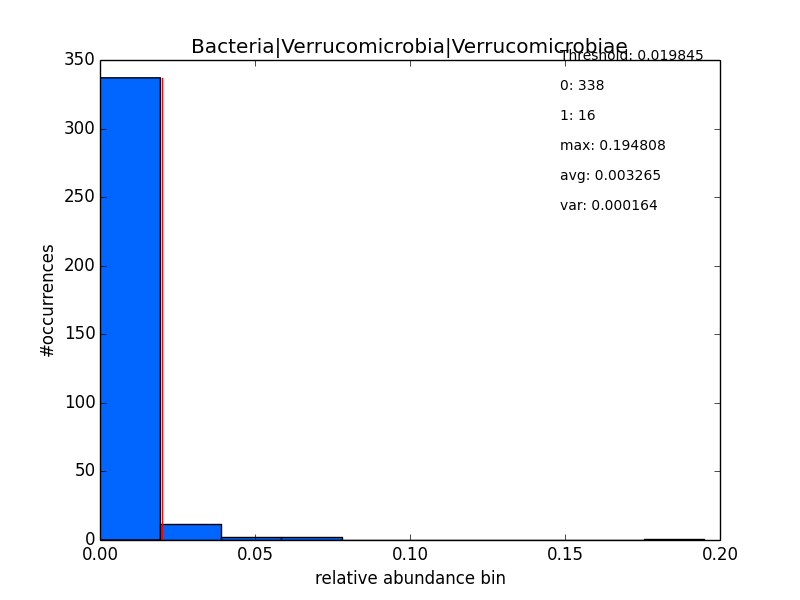 Bacteria|Verrucomicrobia|Verrucomicrobiae
Threshold: 0.019845
0: 338
1: 16
max: 0.194808
avg: 0.003265
var: 0.000164
350
300
250
200
150
100
50
0
#occurrences
0.00 0.05 0.10 0.15 0.20
relative abundance bin